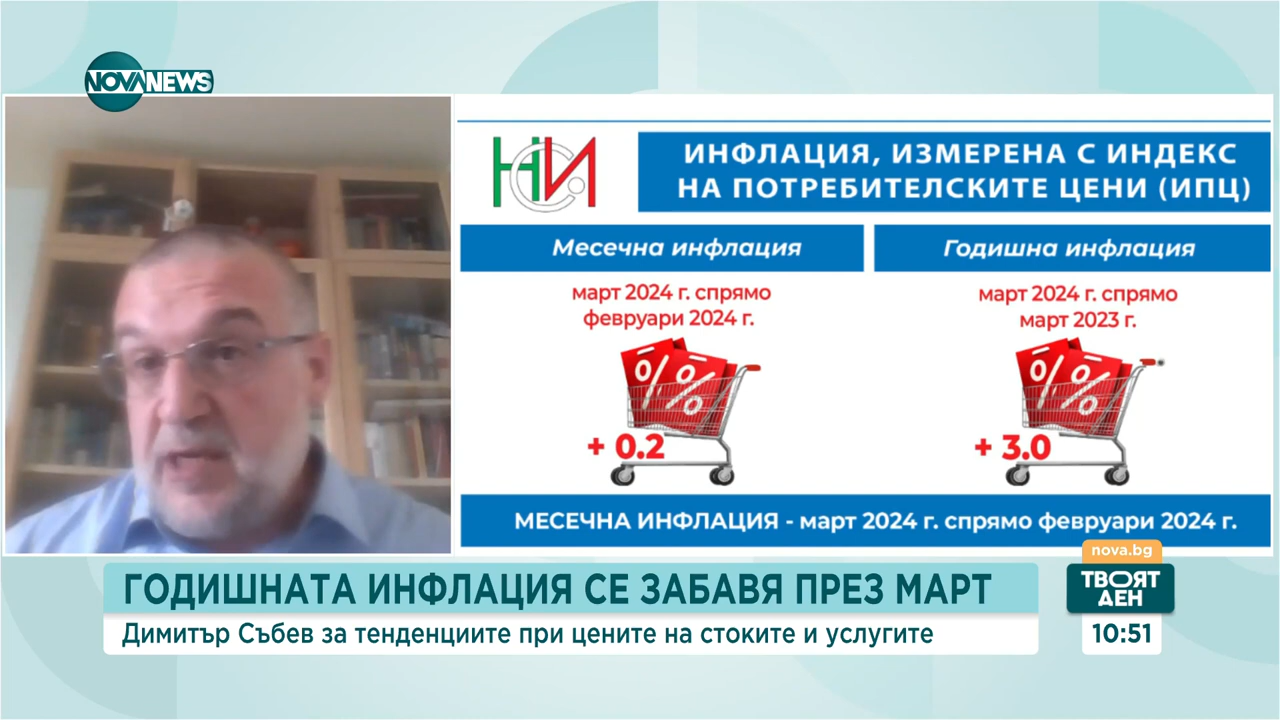 NOVANEWS
НСИ
ИНФЛАЦИЯ, ИЗМЕРЕНА С ИНДЕКС
НА ПОТРЕБИТЕЛСКИТЕ ЦЕНИ (ИПЦ)
Месечна инфлация
Годишна инфлация
март 2024 г. спрямо
февруари 2024 г.
март 2024 г. спрямо
март 2023 г.
% %
% %
+ 0.2
+ 3.0
МЕСЕЧНА ИНФЛАЦИЯ - март 2024 г. спрямо февруари 2024 г.
nova.bg
ТВОЯТ
ДЕН
10:51
ГОДИШНАТА ИНФЛАЦИЯ СЕ ЗАБАВЯ ПРЕЗ МАРТ
Димитър Събев за тенденциите при цените на стоките и услугите